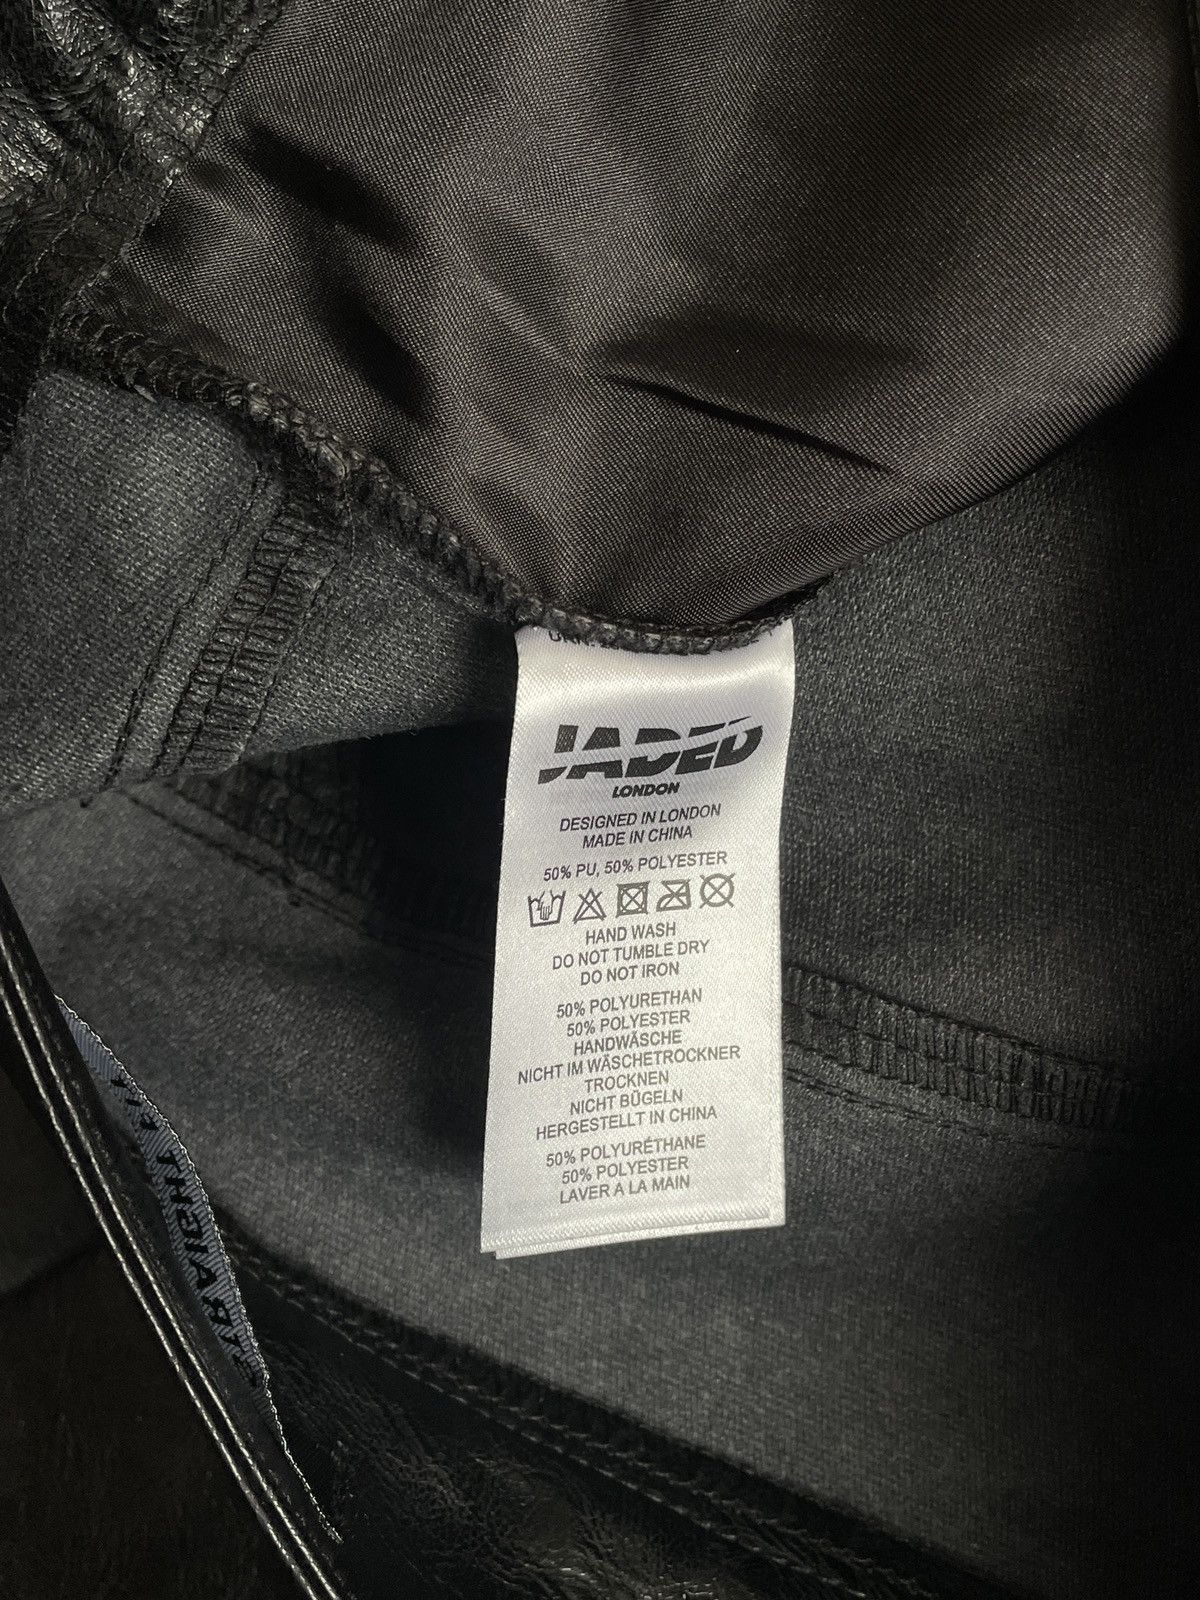 JADED
LONDON
DESIGNED IN LONDON
MADE IN CHINA
50% PU, 50% POLYESTER
HAND WASH
DO NOT TUMBLE DRY
DO NOT IRON
50% POLYURETHAN
50% POLYESTER
HANDWÄSCHE
NICHT IM WÄSCHETROCKNER
TROCKNEN
NICHT BÜGELN
HERGESTELLT IN CHINA
50% POLYURÉTHANE
50% POLYESTER
LAVER A LA MAIN